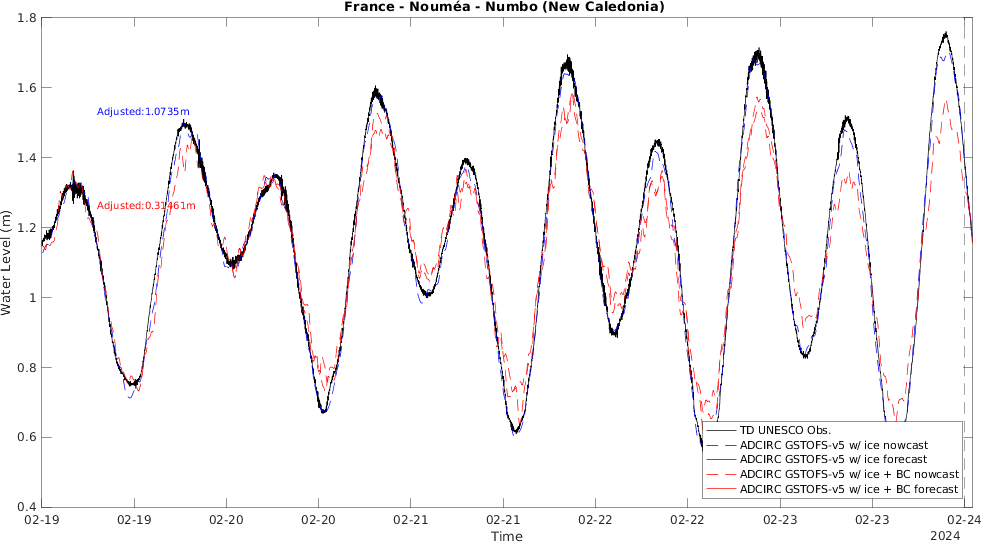 France - Nouméa - Numbo (New Caledonia)
1.8
1.6
1.4
1.2
1
0.8
0.6
0.4
Water Level (m)
Adjusted:1.0735m
Adjusted:0.31461m
TD UNESCO Obs.
ADCIRC GSTOFS-v5 w/ ice nowcast
ADCIRC GSTOFS-v5 w/ ice forecast
ADCIRC GSTOFS-v5 w/ ice + BC nowcast
ADCIRC GSTOFS-v5 w/ ice + BC forecast
02-19 02-19 02-20 02-20 02-21 02-21 02-22 02-22 02-23 02-23 02-24
Time
2024